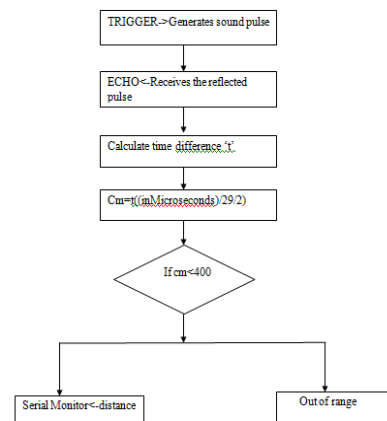 TRIGGER->Generates sound pulse
ECHO<-Receives the reflected
pulse
Calculate time difference ‘t’
Cm=t((inMicroseconds)/29/2)
If cm<400
Serial Monitor<-distance
Out of range